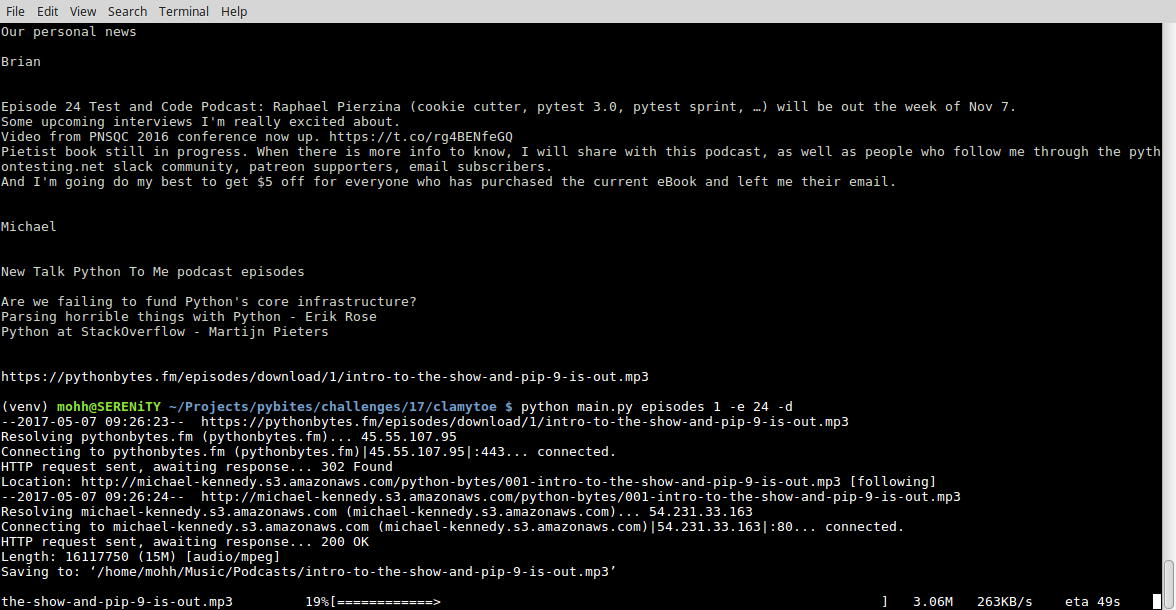 File Edit View Search Terminal Help
Our personal news
Brian
Episode 24 Test and Code Podcast: Raphael Pierzina (cookie cutter, pytest 3.0, pytest sprint, …) will be out the week of Nov 7.
Some upcoming interviews I'm really excited about.
Video from PNSQC 2016 conference now up. https://t.co/rg4BENfeGQ
Pietist book still in progress. When there is more info to know, I will share with this podcast, as well as people who follow me through the pyth
ontesting.net slack community, patreon supporters, email subscribers.
And I'm going do my best to get $5 off for everyone who has purchased the current eBook and left me their email.
Michael
New Talk Python To Me podcast episodes
Are we failing to fund Python's core infrastructure?
Parsing horrible things with Python - Erik Rose
Python at StackOverflow - Martijn Pieters
https://pythonbytes.fm/episodes/download/1/intro-to-the-show-and-pip-9-is-out.mp3
(venv) mohh@SERENiTY ~/Projects/pybites/challenges/17/clamytoe $ python main.py episodes 1 -e 24 -d
--2017-05-07 09:26:23--  https://pythonbytes.fm/episodes/download/1/intro-to-the-show-and-pip-9-is-out.mp3
Resolving pythonbytes.fm (pythonbytes.fm)... 45.55.107.95
Connecting to pythonbytes.fm (pythonbytes.fm)|45.55.107.95|:443... connected.
HTTP request sent, awaiting response... 302 Found
Location: http://michael-kennedy.s3.amazonaws.com/python-bytes/001-intro-to-the-show-and-pip-9-is-out.mp3 [following]
--2017-05-07 09:26:24--  http://michael-kennedy.s3.amazonaws.com/python-bytes/001-intro-to-the-show-and-pip-9-is-out.mp3
Resolving michael-kennedy.s3.amazonaws.com (michael-kennedy.s3.amazonaws.com)... 54.231.33.163
Connecting to michael-kennedy.s3.amazonaws.com (michael-kennedy.s3.amazonaws.com)|54.231.33.163|:80... connected.
HTTP request sent, awaiting response... 200 OK
Length: 16117750 (15M) [audio/mpeg]
Saving to: ‘/home/mohh/Music/Podcasts/intro-to-the-show-and-pip-9-is-out.mp3’
the-show-and-pip-9-is-out.mp3 19%[============> ] 3.06M 263KB/s eta 49s